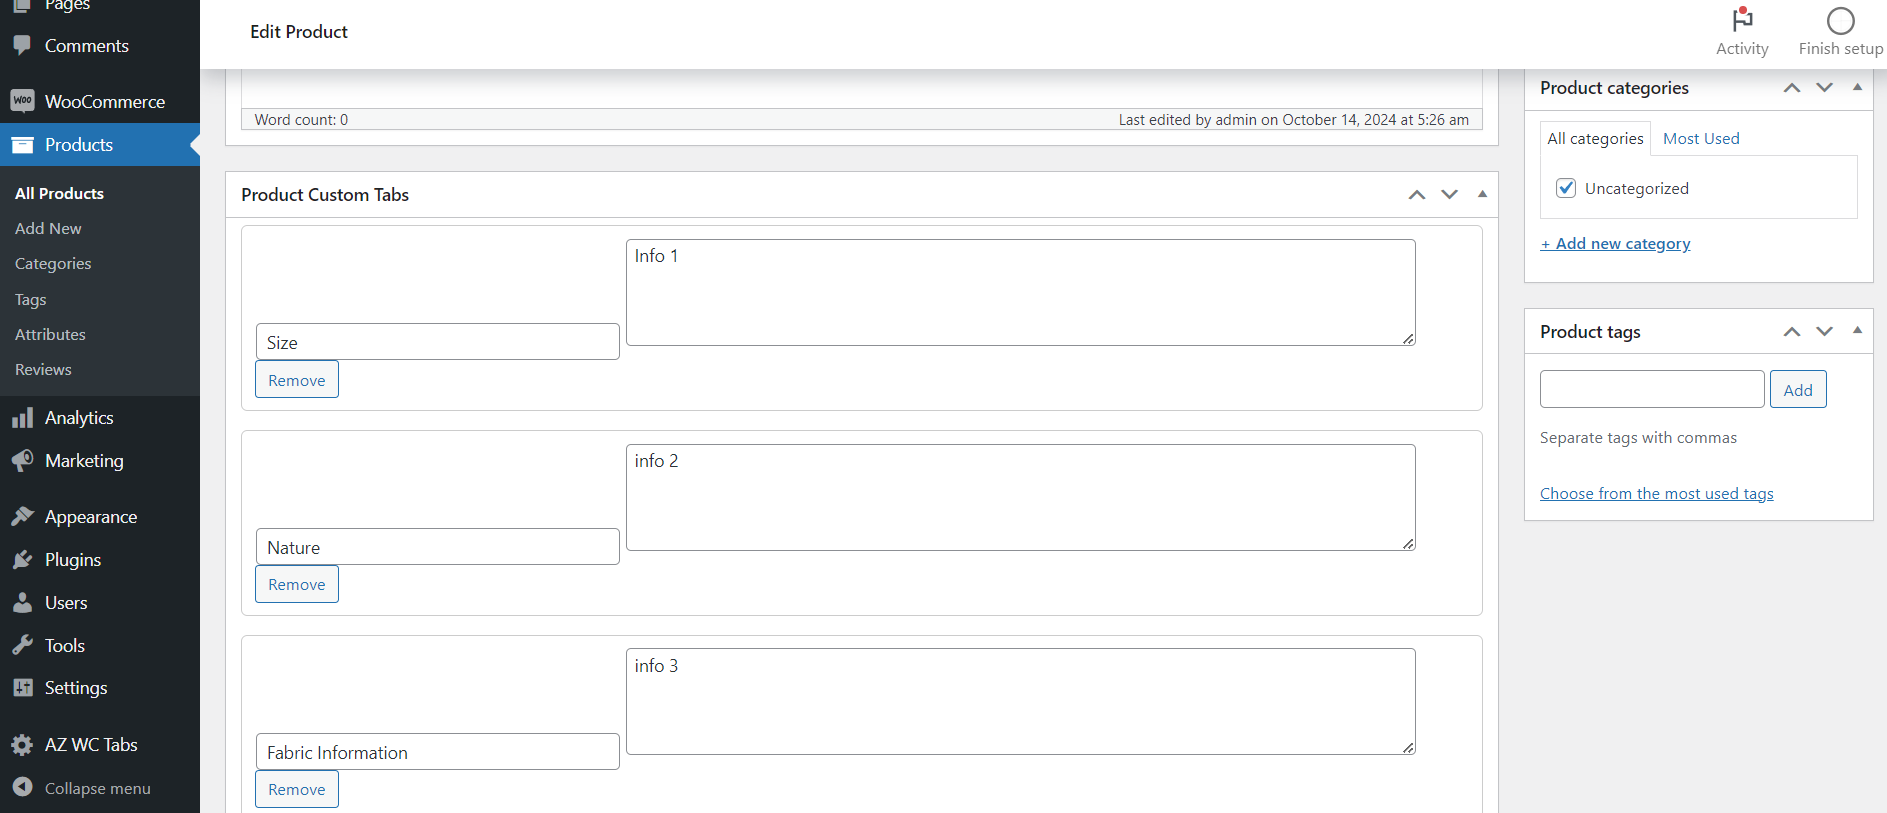 Pages
Comments
Woo WooCommerce
Products
All Products
Add New
Categories
Tags
Attributes
Reviews
Analytics
Marketing
Appearance
Plugins
Users
Tools
Settings
AZ WC Tabs
Collapse menu
Edit Product
Activity
Finish setup
Word count: 0
Last edited by admin on October 14, 2024 at 5:26 am
Product Custom Tabs
Info 1
Size
Remove
info 2
Nature
Remove
info 3
Fabric Information
Remove
Product categories
All categories
Most Used
Uncategorized
+ Add new category
Product tags
Add
Separate tags with commas
Choose from the most used tags